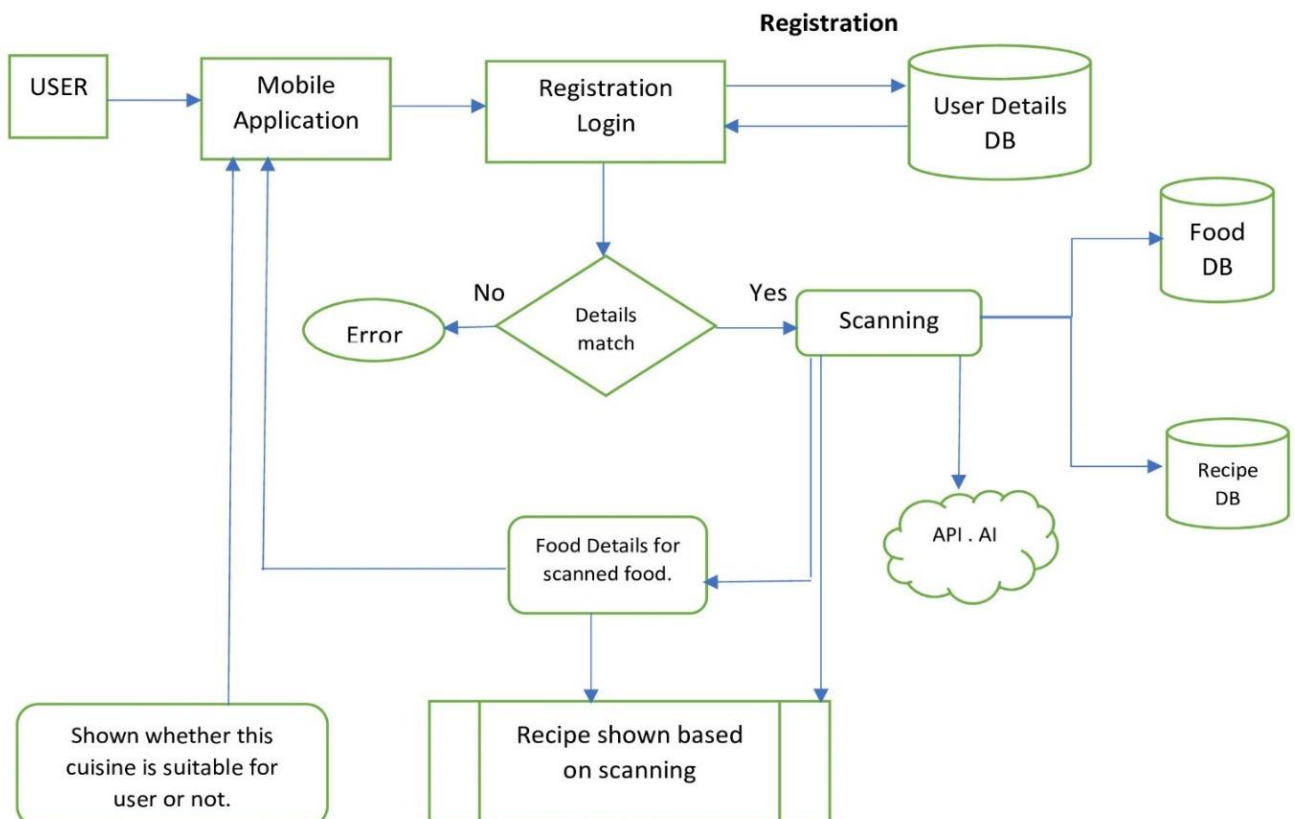 Registration
USER
Mobile
Application
Registration
Login
User Details
DB
Food
DB
No
Yes
Error
Details
match
Scanning
Recipe
DB
API . AI
Food Details for
scanned food.
Shown whether this
cuisine is suitable for
user or not.
Recipe shown based
on scanning